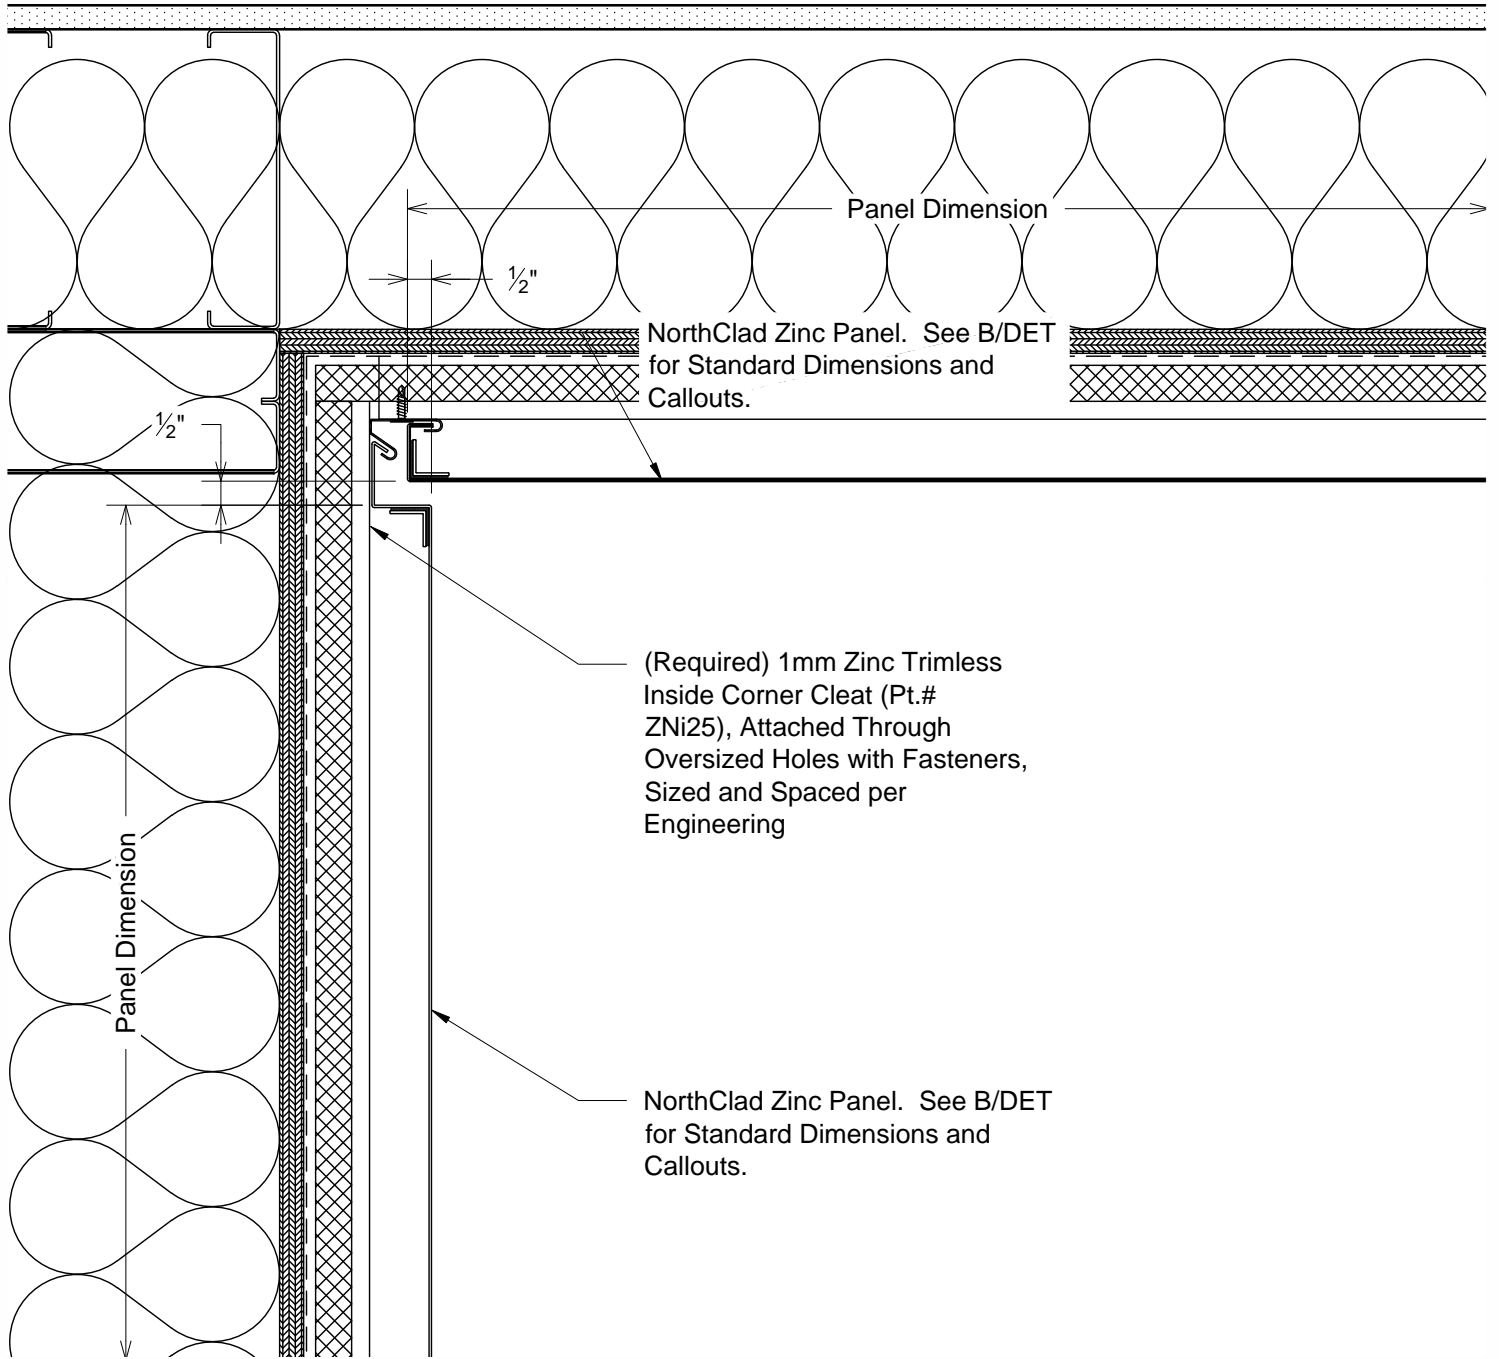 Panel Dimension
½"
NorthClad Zinc Panel.  See B/DET
for Standard Dimensions and
Callouts.
½"
(Required) 1mm Zinc Trimless
Inside Corner Cleat (Pt.#
ZNi25), Attached Through
Oversized Holes with Fasteners,
Sized and Spaced per
Engineering
Panel Dimension
NorthClad Zinc Panel.  See B/DET
for Standard Dimensions and
Callouts.